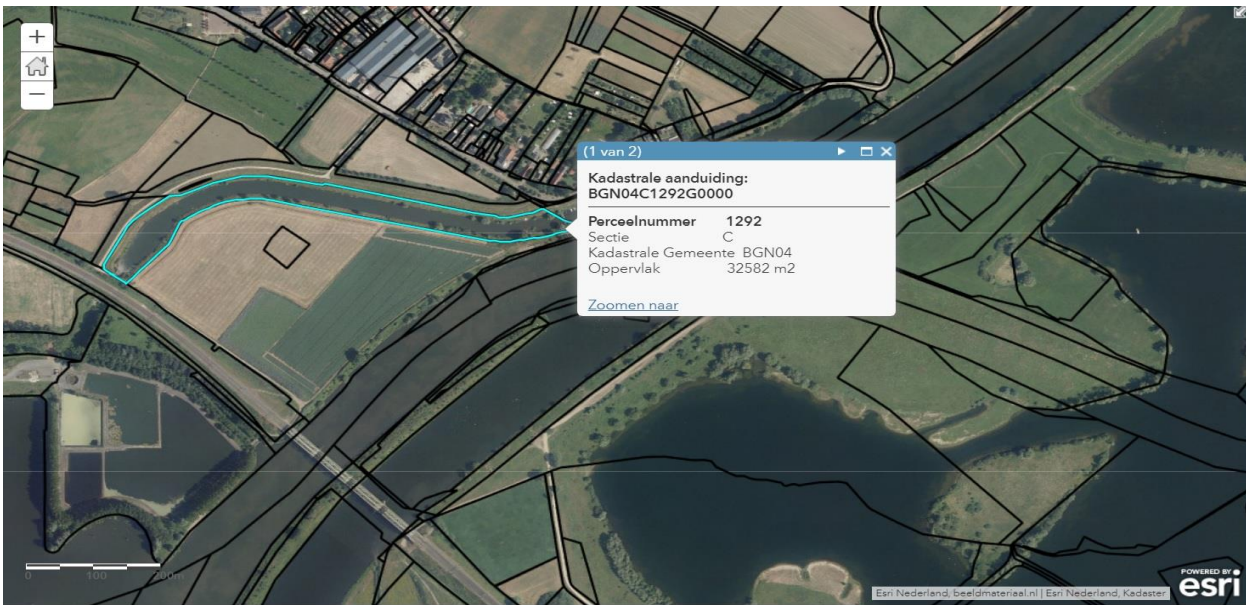 +
−
(1 van 2)
Kadastrale aanduiding:
BGN04C1292G0000
Perceelnummer 1292
Sectie C
Kadastrale Gemeente BGN04
Oppervlak 32582 m2
Zoomen naar
0 100 200m
Esri Nederland, beeldmateriaal.nl | Esri Nederland, Kadaster
POWERED BY
esri